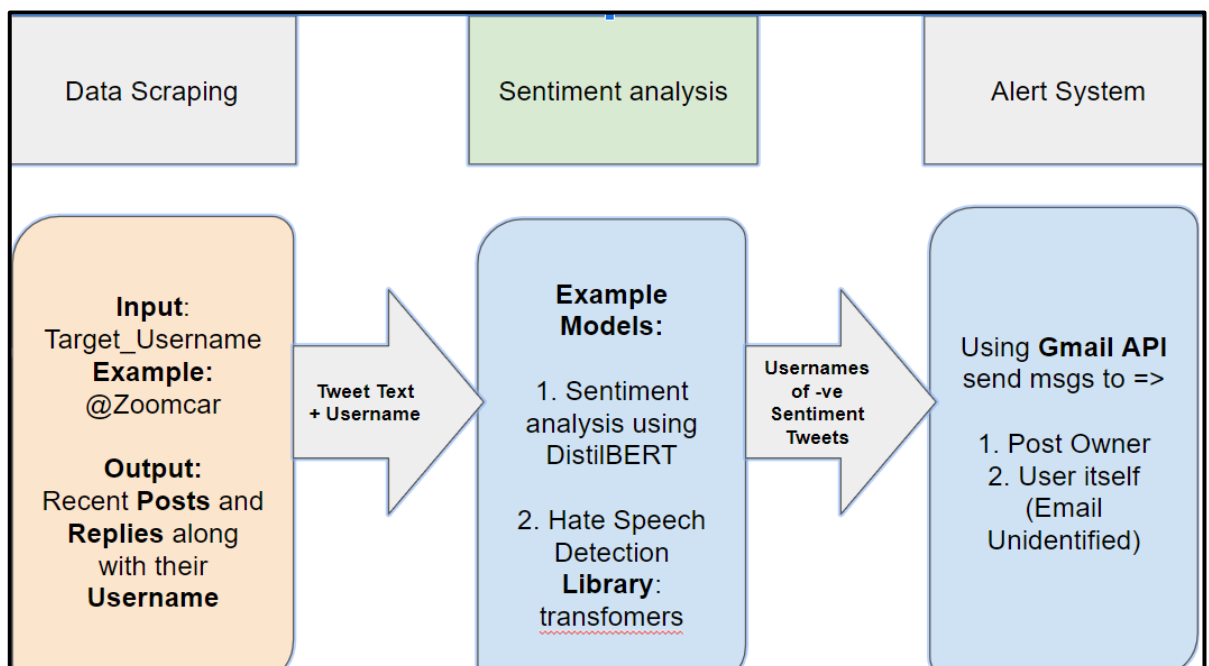 Data Scraping
Sentiment analysis
Alert System
Input:
Target_Username
Example:
@Zoomcar
Output:
Recent Posts and
Replies along
with their
Username
Tweet Text
+ Username
Example
Models:
1. Sentiment
analysis using
DistilBERT
2. Hate Speech
Detection
Library:
transfomers
Usernames
of -ve
Sentiment
Tweets
Using Gmail API
send msgs to =>
1. Post Owner
2. User itself
(Email
Unidentified)